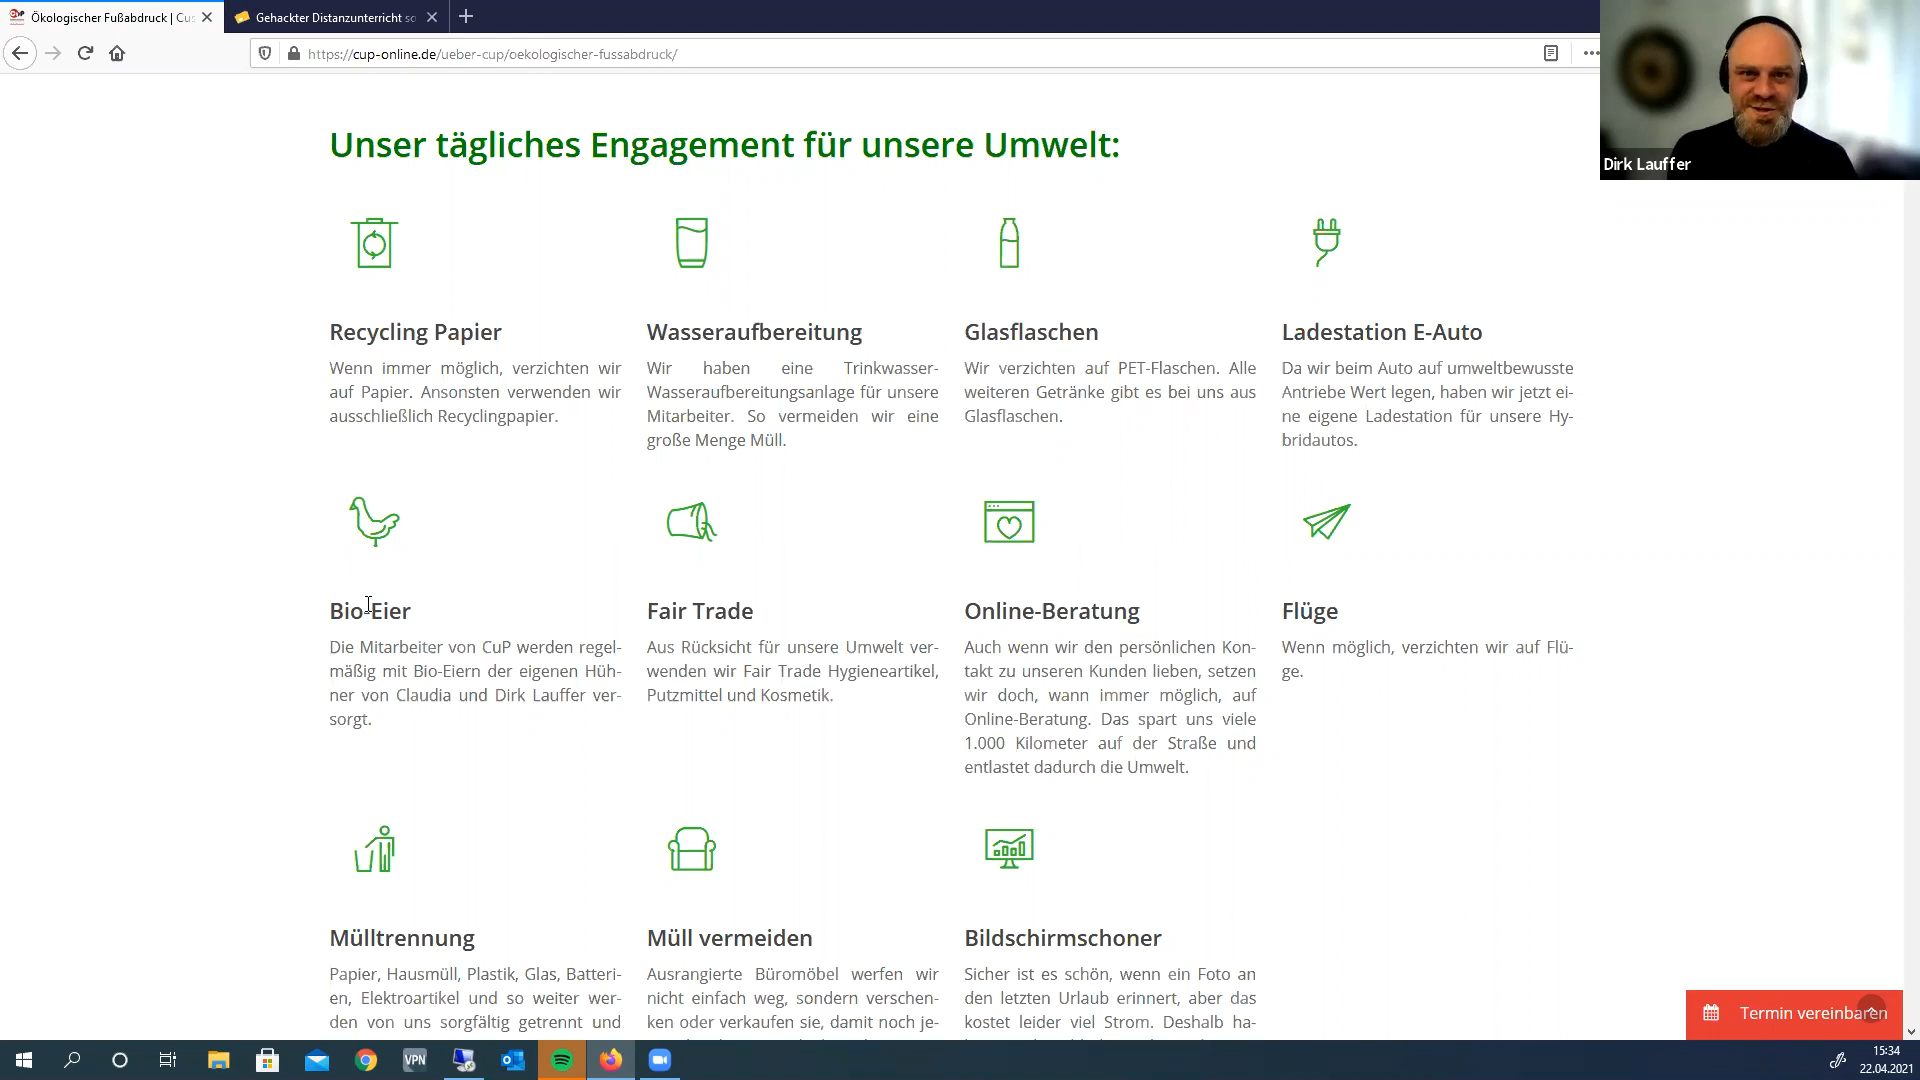 Ökologischer Fußabdruck | Cus
Gehackter Distanzunterricht so
https://cup-online.de/ueber-cup/oekologischer-fussabdruck/
Dirk Lauffer
Unser tägliches Engagement für unsere Umwelt:
Recycling Papier
Wenn immer möglich, verzichten wir
auf Papier. Ansonsten verwenden wir
ausschließlich Recyclingpapier.
Wasseraufbereitung
Wir haben eine Trinkwasser-
Wasseraufbereitungsanlage für unsere
Mitarbeiter. So vermeiden wir eine
große Menge Müll.
Glasflaschen
Wir verzichten auf PET-Flaschen. Alle
weiteren Getränke gibt es bei uns aus
Glasflaschen.
Ladestation E-Auto
Da wir beim Auto auf umweltbewusste
Antriebe Wert legen, haben wir jetzt ei-
ne eigene Ladestation für unsere Hy-
bridautos.
Bio-Eier
Die Mitarbeiter von CuP werden regel-
mäßig mit Bio-Eiern der eigenen Hüh-
ner von Claudia und Dirk Lauffer ver-
sorgt.
Fair Trade
Aus Rücksicht für unsere Umwelt ver-
wenden wir Fair Trade Hygieneartikel,
Putzmittel und Kosmetik.
Online-Beratung
Auch wenn wir den persönlichen Kon-
takt zu unseren Kunden lieben, setzen
wir doch, wann immer möglich, auf
Online-Beratung. Das spart uns viele
1.000 Kilometer auf der Straße und
entlastet dadurch die Umwelt.
Flüge
Wenn möglich, verzichten wir auf Flü-
ge.
Mülltrennung
Papier, Hausmüll, Plastik, Glas, Batteri-
en, Elektroartikel und so weiter wer-
den von uns sorgfältig getrennt und
Müll vermeiden
Ausrangierte Büromöbel werfen wir
nicht einfach weg, sondern verschen-
ken oder verkaufen sie, damit noch je-
Bildschirmschoner
Sicher ist es schön, wenn ein Foto an
den letzten Urlaub erinnert, aber das
kostet leider viel Strom. Deshalb ha-
Termin vereinbaren
VPN
15:34
22.04.2021